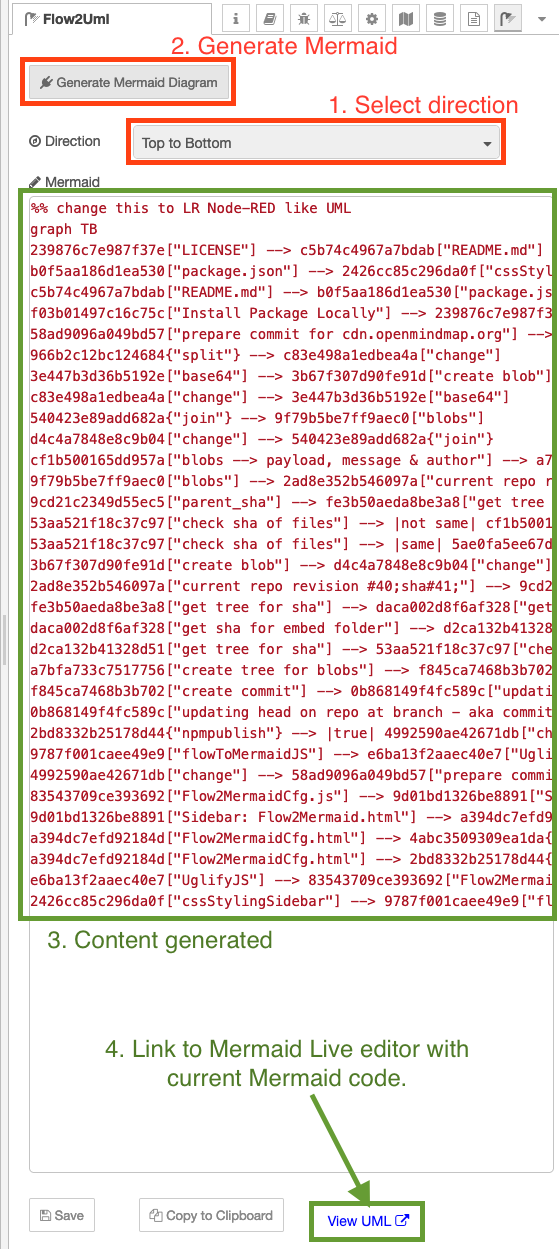 Flow2Uml
2. Generate Mermaid
Generate Mermaid Diagram
1. Select direction
Direction
Top to Bottom
Mermaid
%% change this to LR Node-RED like UML
graph TB
239876c7e987f37e["LICENSE"] --> c5b74c4967a7bdab["README.md"]
b0f5aa186d1ea530["package.json"] --> 2426cc85c296da0f["cssStyl
c5b74c4967a7bdab["README.md"] --> b0f5aa186d1ea530["package.js
f03b01497c16c75c["Install Package Locally"] --> 239876c7e987f3
58ad9096a049bd57["prepare commit for cdn.openmindmap.org"] -->
966b2c12bc124684{"split"} --> c83e498a1edbea4a["change"]
3e447b3d36b5192e["base64"] --> 3b67f307d90fe91d["create blob"]
c83e498a1edbea4a["change"] --> 3e447b3d36b5192e["base64"]
540423e89add682a{"join"} --> 9f79b5be7ff9aec0["blobs"]
d4c4a7848e8c9b04["change"] --> 540423e89add682a{"join"}
cf1b500165dd957a["blobs --> payload, message & author"] --> a7
9f79b5be7ff9aec0["blobs"] --> 2ad8e352b546097a["current repo r
9cd21c2349d55ec5["parent_sha"] --> fe3b50aeda8be3a8["get tree
53aa521f18c37c97["check sha of files"] --> |not same| cf1b5001
53aa521f18c37c97["check sha of files"] --> |same| 5ae0fa5ee67d
3b67f307d90fe91d["create blob"] --> d4c4a7848e8c9b04["change"]
2ad8e352b546097a["current repo revision #40;sha#41;"] --> 9cd2
fe3b50aeda8be3a8["get tree for sha"] --> daca002d8f6af328["get
daca002d8f6af328["get sha for embed folder"] --> d2ca132b41328
d2ca132b41328d51["get tree for sha"] --> 53aa521f18c37c97["che
a7bfa733c7517756["create tree for blobs"] --> f845ca7468b3b702
f845ca7468b3b702["create commit"] --> 0b868149f4fc589c["updati
0b868149f4fc589c["updating head on repo at branch - aka commit
2bd8332b25178d44{"npmpublish"} --> |true| 4992590ae42671db["ch
9787f001caee49e9["flowToMermaidJS"] --> e6ba13f2aaec40e7["Ugli
4992590ae42671db["change"] --> 58ad9096a049bd57["prepare commi
83543709ce393692["Flow2MermaidCfg.js"] --> 9d01bd1326be8891["S
9d01bd1326be8891["Sidebar: Flow2Mermaid.html"] --> a394dc7efd9
a394dc7efd92184d["Flow2MermaidCfg.html"] --> 4abc3509309ea1da{
a394dc7efd92184d["Flow2MermaidCfg.html"] --> 2bd8332b25178d44{
e6ba13f2aaec40e7["UglifyJS"] --> 83543709ce393692["Flow2Mermai
2426cc85c296da0f["cssStylingSidebar"] --> 9787f001caee49e9["fl
3. Content generated
4. Link to Mermaid Live editor with
current Mermaid code.
Save
Copy to Clipboard
View UML